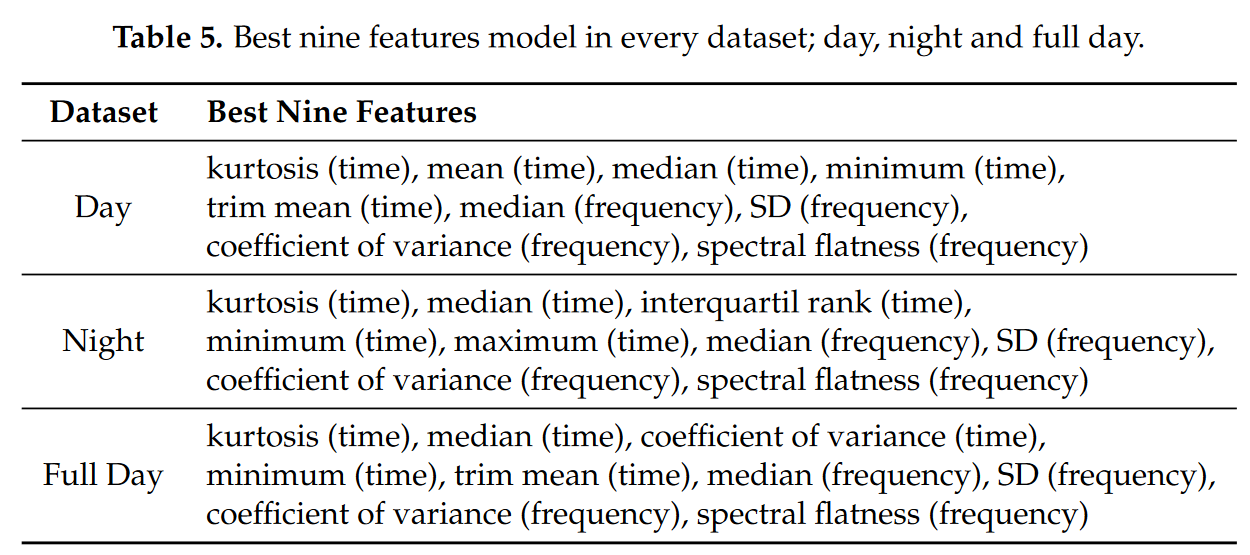 Table 5. Best nine features model in every dataset; day, night and full day.
Dataset Best Nine Features
kurtosis (time), mean (time), median (time), minimum (time),
Day trim mean (time), median (frequency), SD (frequency),
coefficient of variance (frequency), spectral flatness (frequency)
kurtosis (time), median (time), interquartil rank (time),
Night minimum (time), maximum (time), median (frequency), SD (frequency),
coefficient of variance (frequency), spectral flatness (frequency)
kurtosis (time), median (time), coefficient of variance (time),
Full Day minimum (time), trim mean (time), median (frequency), SD (frequency),
coefficient of variance (frequency), spectral flatness (frequency)